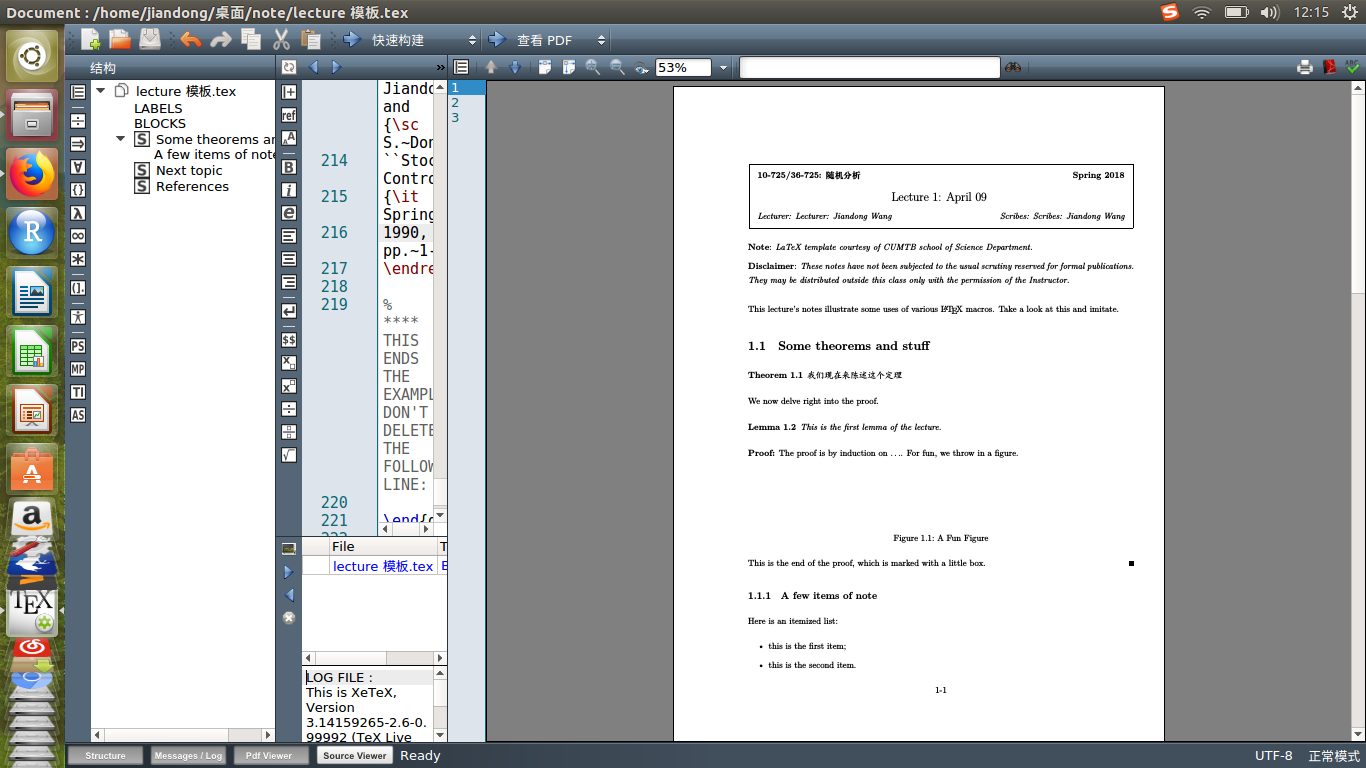 Document : /home/jiandong/桌面/note/lecture 模板.tex
12:15
快速构建
查看 PDF
结构
53%
lecture 模板.tex
LABELS
BLOCKS
Some theorems ar
A few items of note
Next topic
References
ref
PS
MP
TI
AS
Jiando
and
{\sc
S.~Don
214 ``Stoc
Contro
215 {\it
Spring
216 1990,
pp.~1-
217 \endre
218
219 %
****
THIS
ENDS
THE
EXAMPL
DON'T
DELETE
THE
FOLLOW
LINE:
220
221 \end{d
File
lecture 模板.tex
LOG FILE :
This is XeTeX,
Version
3.14159265-2.6-0.
99992 (TeX Live
1
2
3
10-725/36-725: 随机分析 Spring 2018
Lecture 1: April 09
Lecturer: Lecturer: Jiandong Wang Scribes: Scribes: Jiandong Wang
Note: LaTeX template courtesy of CUMTB school of Science Department.
Disclaimer: These notes have not been subjected to the usual scrutiny reserved for formal publications.
They may be distributed outside this class only with the permission of the Instructor.
This lecture's notes illustrate some uses of various LATEX macros. Take a look at this and imitate.
1.1 Some theorems and stuff
Theorem 1.1 我们现在来陈述这个定理
We now delve right into the proof.
Lemma 1.2 This is the first lemma of the lecture.
Proof: The proof is by induction on . . . . For fun, we throw in a figure.
Figure 1.1: A Fun Figure
This is the end of the proof, which is marked with a little box.
1.1.1 A few items of note
Here is an itemized list:
• this is the first item;
• this is the second item.
1-1
Structure
Messages / Log
Pdf Viewer
Source Viewer
Ready
UTF-8
正常模式